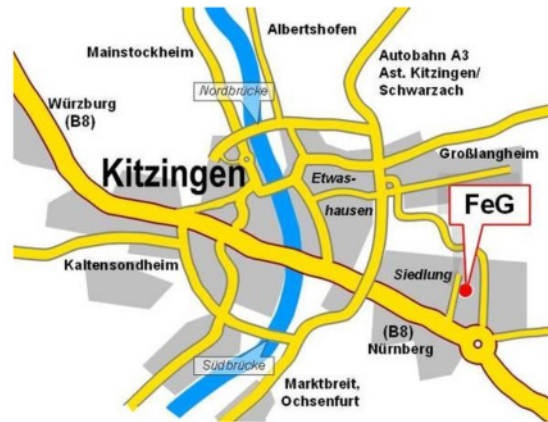 Mainstockheim
Albertshofen
Autobahn A3
Ast. Kitzingen/
Schwarzach
Würzburg
(B8)
Nordbrücke
Kitzingen
Großlangheim
Etwas-
hausen
FeG
Kaltensondheim
Siedlung
(B8)
Nürnberg
Südbrücke
Marktbreit,
Ochsenfurt